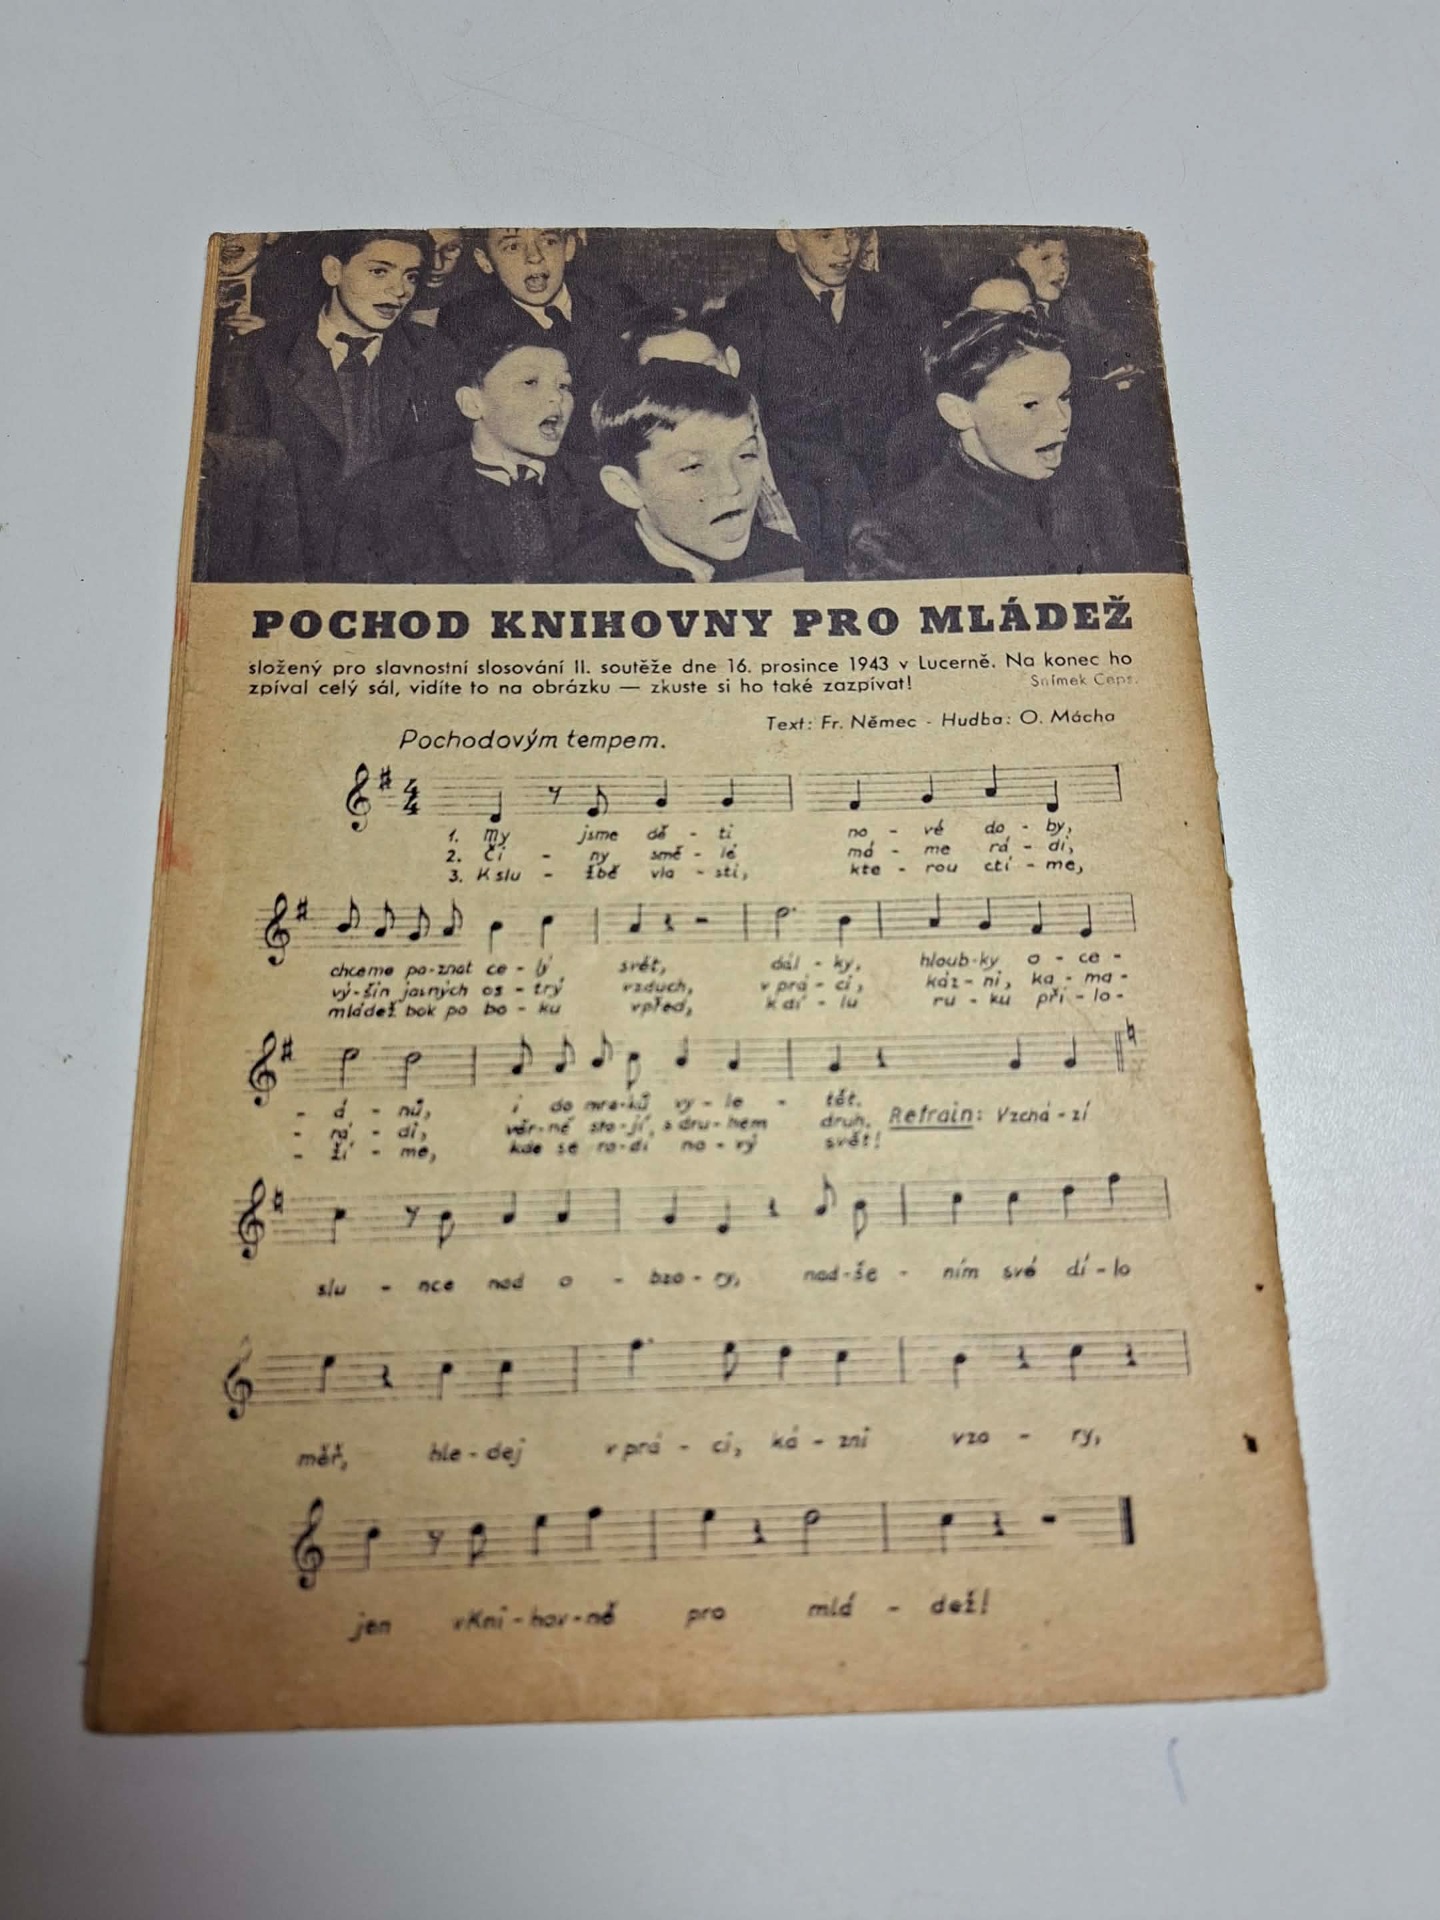 POCHOD KNIHOVNY PRO MLÁDEŽ
složený pro slavnostní slosování II. soutěže dne 16. prosince 1943 v Lucerně. Na konec ho
zpíval celý sál, vidíte to na obrázku — zkuste si ho také zazpívat!
Snímek Ceps.
Text: Fr. Němec - Hudba: O. Mácha
Pochodovým tempem.
4
4
1. My jsme dě - ti no - vé do - by,
2. Či - ny smě - lé má - me rá - di,
3. K slu - žbě vla - sti, kte - rou ctí - me,
chceme po-znat ce - lý svět, dál - ky, hloub-ky o - ce -
vý-šin jasných os - trý vzduch, v prá - ci, káz - ni, ka - ma -
mládež bok po bo - ku vpřed, k dí - lu ru - ku při - lo -
- á - nů, i do mra-ků vy - le - tět.
- rá - di, věr-ně sto-jí, s dru-hem druh.
- ží - me, kde se ro-dí no - vý svět!
Refrain: Vzchá - zí
slu - nce nad o - bzo - ry, nad-še - ním své dí - lo
měř, hle - dej v prá - ci, ká - zni vzo - ry,
jen v Kni - hov - ně pro mlá - dež!